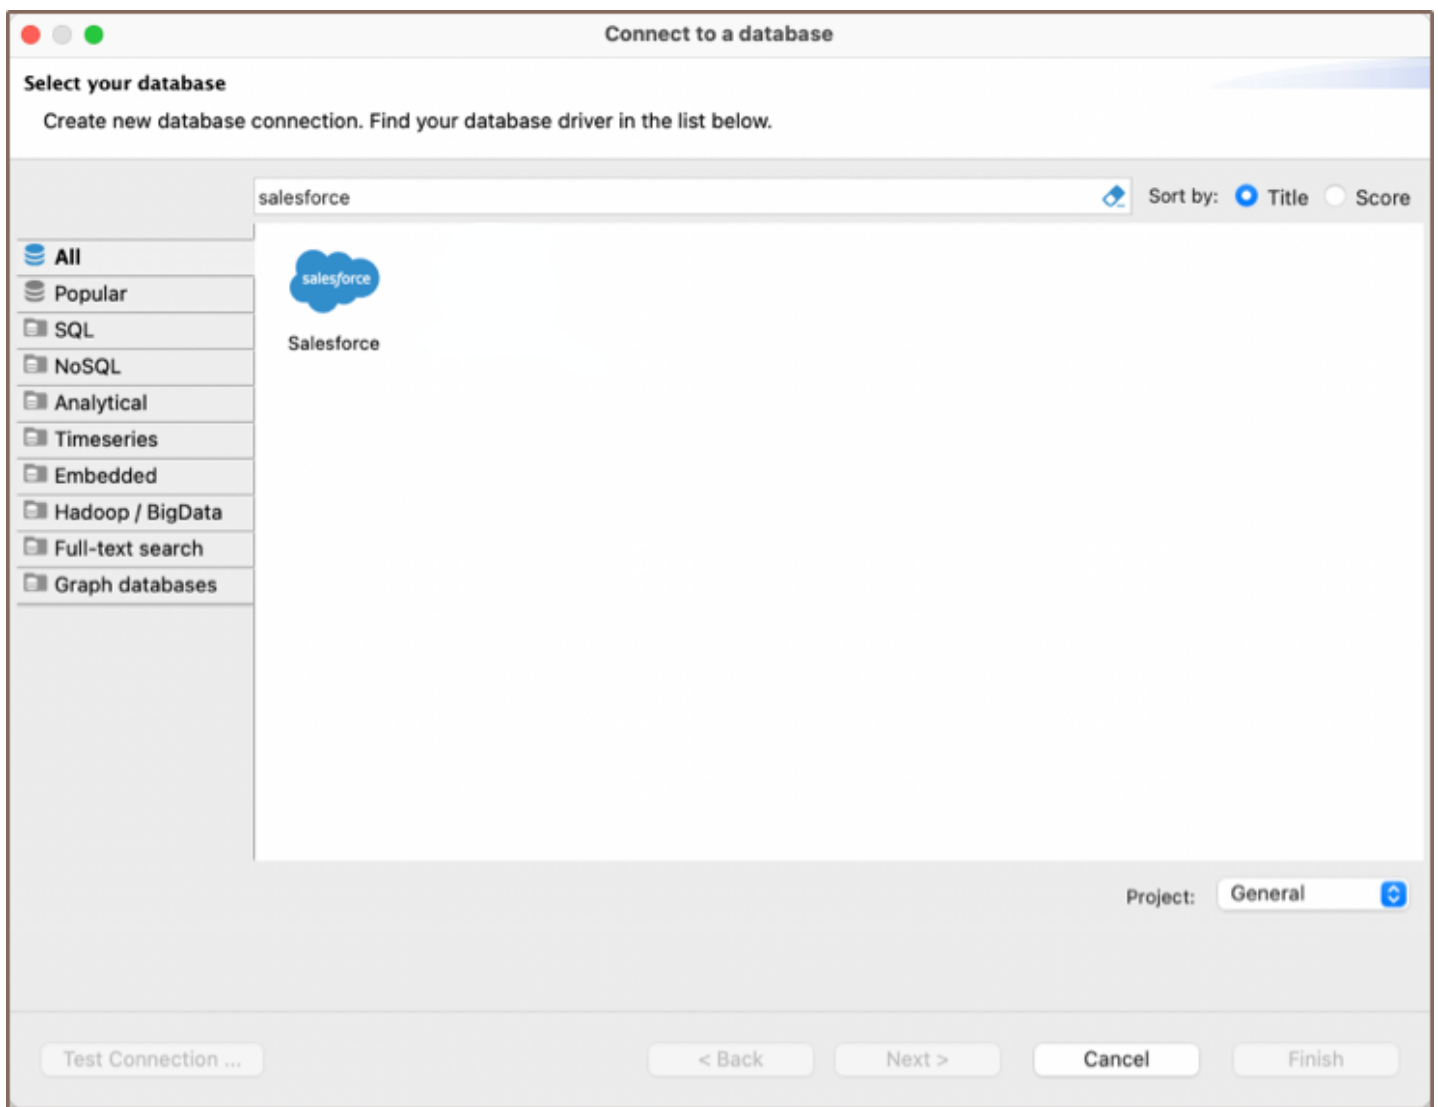 Connect to a database
Select your database
Create new database connection. Find your database driver in the list below.
salesforce
Sort by: Title Score
All
Popular
SQL
NoSQL
Analytical
Timeseries
Embedded
Hadoop / BigData
Full-text search
Graph databases
salesforce
Salesforce
Project: General
Test Connection ... < Back Next > Cancel Finish